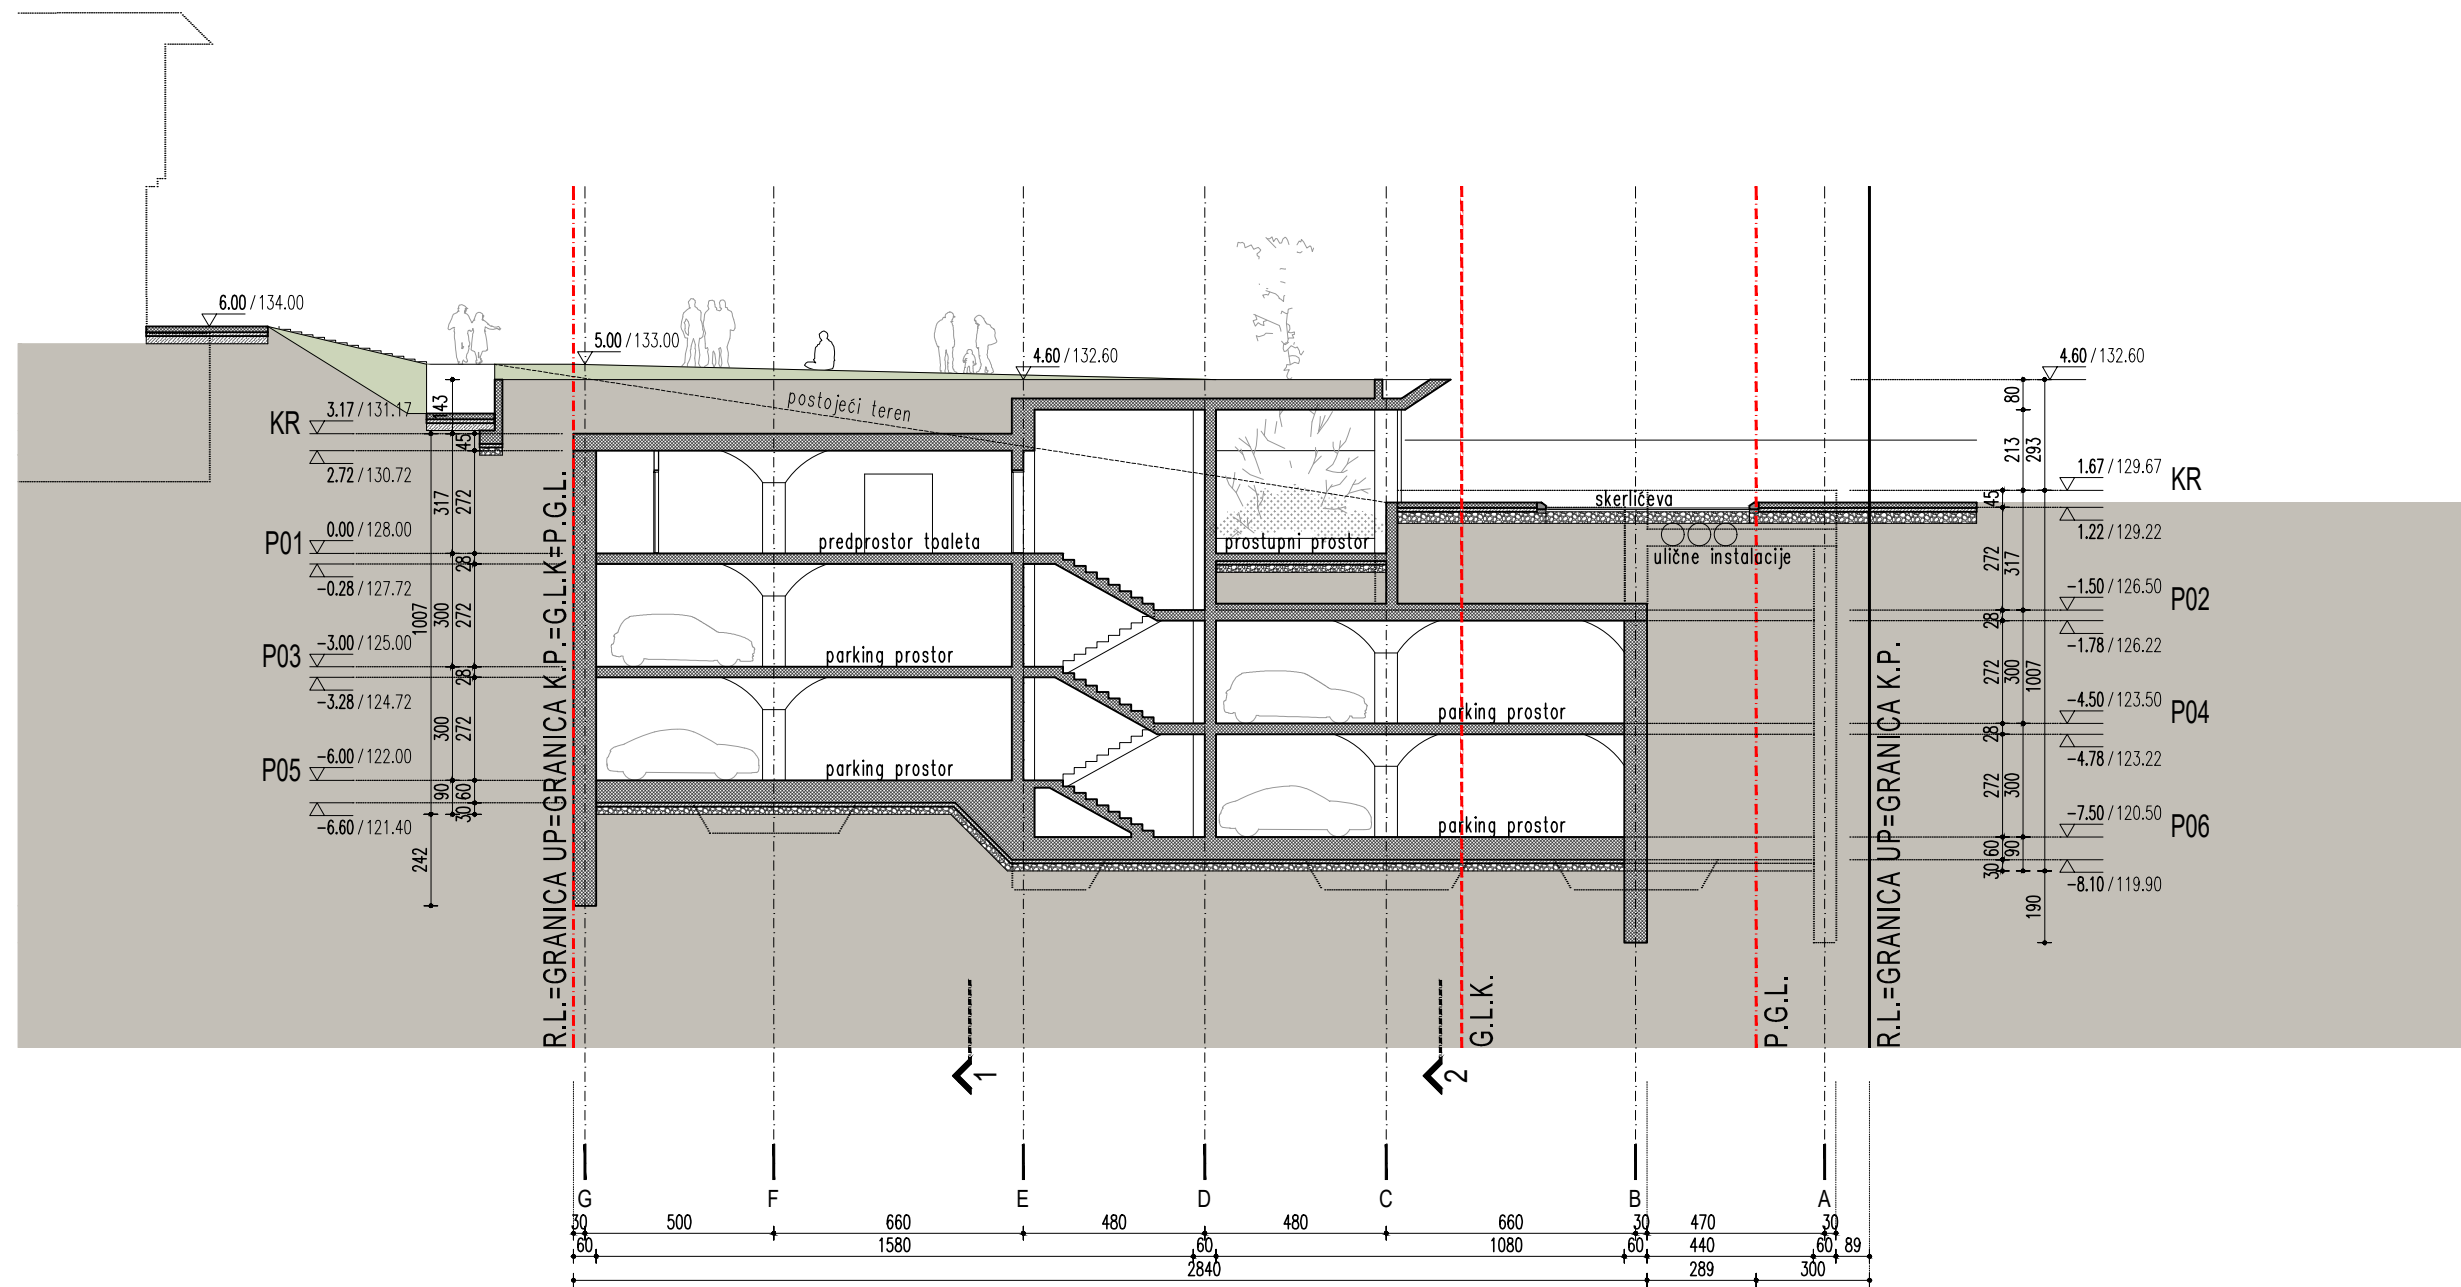 6.00 / 134.00
5.00 / 133.00
4.60 / 132.60
4.60 / 132.60
postojeći teren
KR
3.17 / 131.17
2.72 / 130.72
P01
0.00 / 128.00
-0.28 / 127.72
P03
-3.00 / 125.00
-3.28 / 124.72
P05
-6.00 / 122.00
-6.60 / 121.40
143
45
317
272
28
1007
300
272
28
300
272
90
60
30
242
R.L.=GRANICA UP=GRANICA K.P.=G.L.K=P.G.L.
predprostor toaleta
prostupni prostor
skerlićeva
ulične instalacije
parking prostor
parking prostor
parking prostor
parking prostor
G.L.K.
P.G.L.
R.L.=GRANICA UP=GRANICA K.P.
80
213
293
45
272
317
28
272
300
1007
28
272
300
60
90
30
190
1.67 / 129.67
KR
1.22 / 129.22
-1.50 / 126.50
P02
-1.78 / 126.22
-4.50 / 123.50
P04
-4.78 / 123.22
-7.50 / 120.50
P06
-8.10 / 119.90
1
2
G F E D C B A
30 500 660 480 480 660 30 470 30
60 1580 60 1080 60 440 60 89
2840 289 300